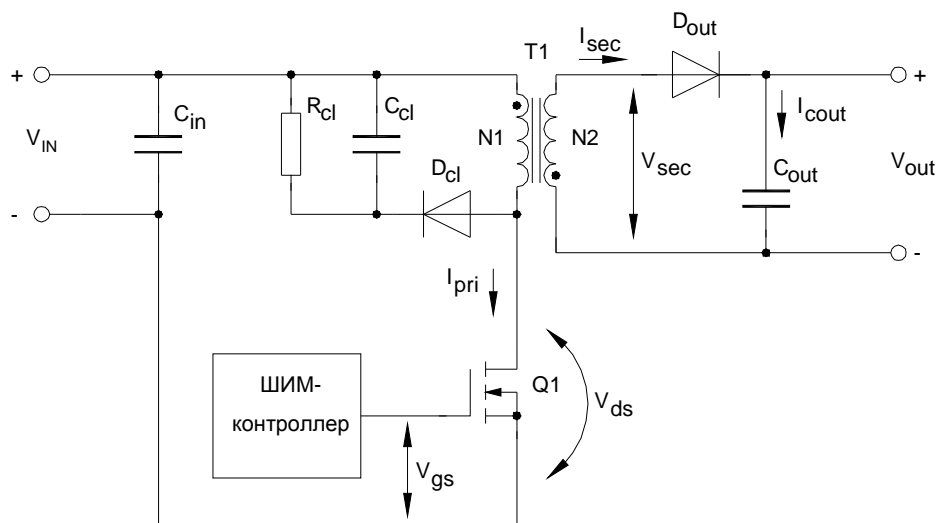 D_out
I_sec
T1
+
+
R_cl
C_cl
C_in
I_cout
V_IN
N1
N2
V_sec
C_out
V_out
D_cl
-
-
I_pri
ШИМ-
контроллер
Q1
V_ds
V_gs